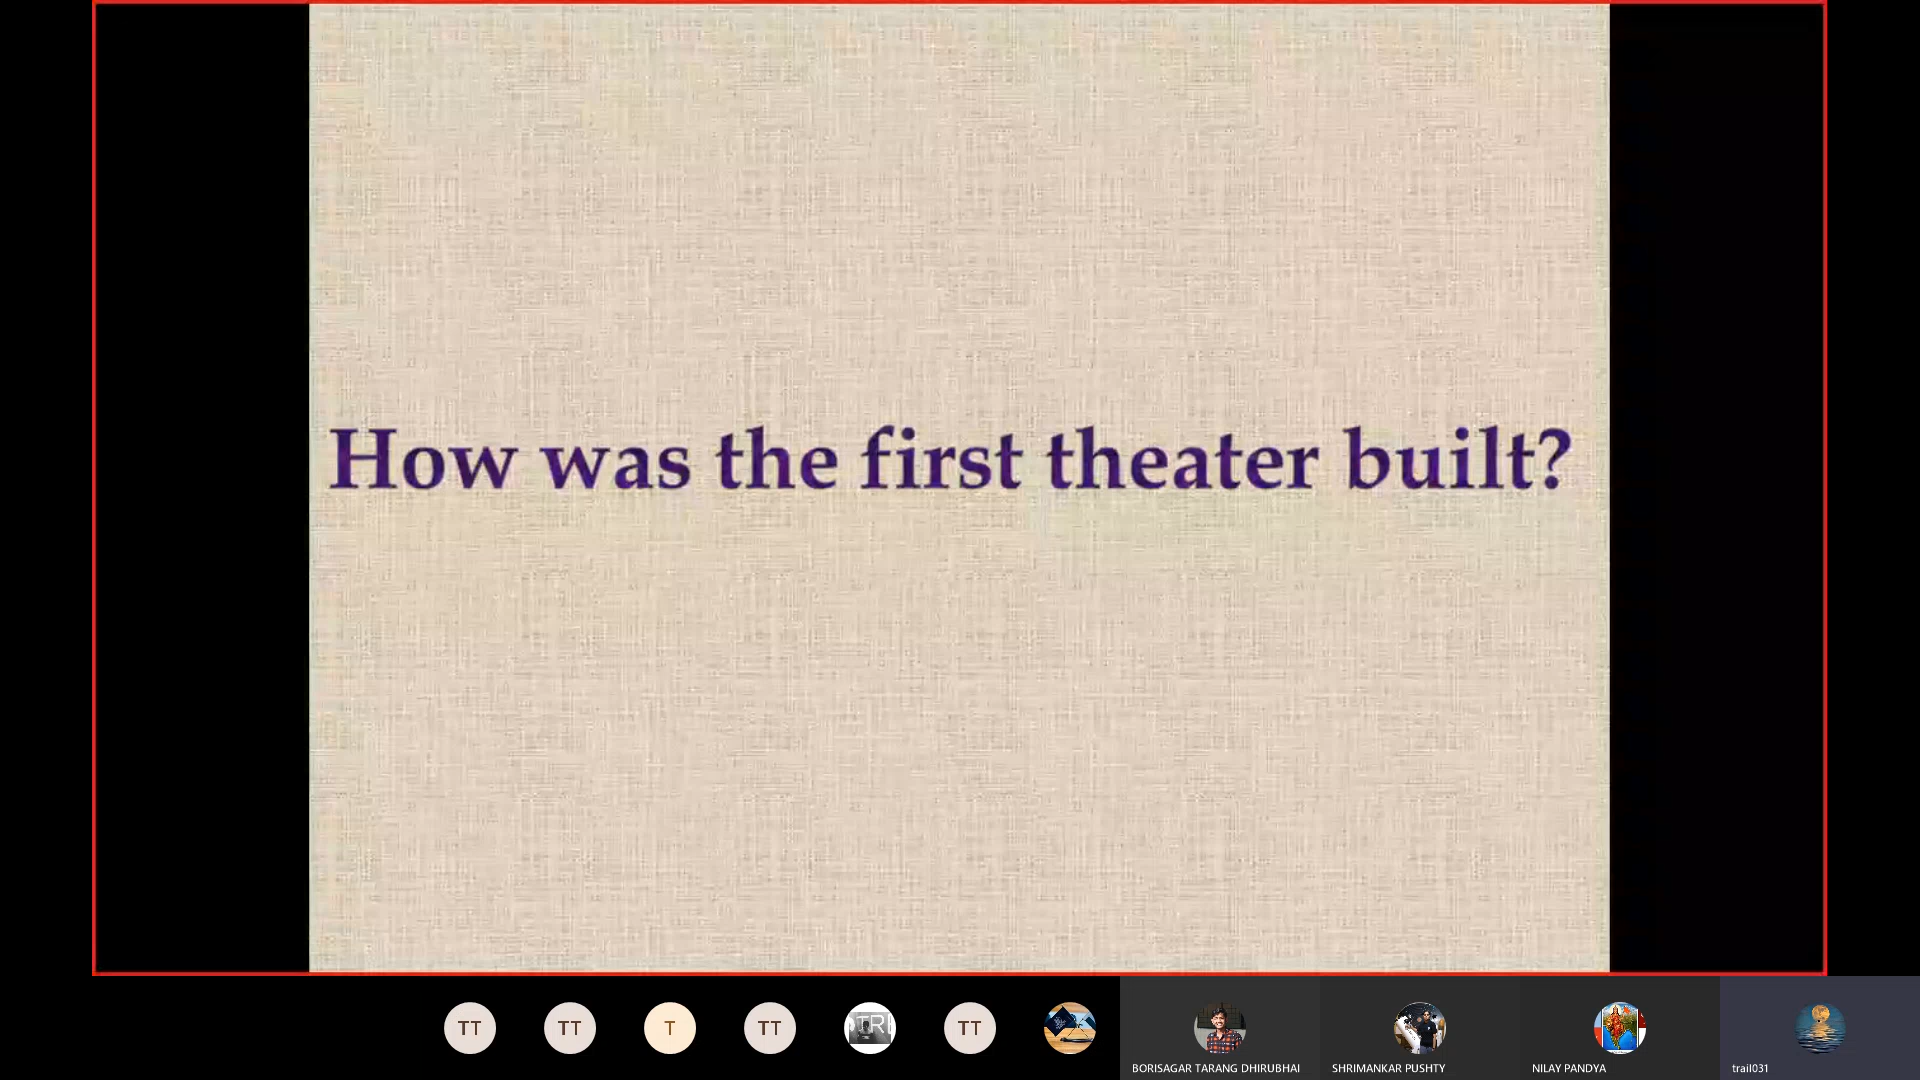 How was the first theater built?
TT
TT
T
TT
TT
BORISAGAR TARANG DHIRUBHAI
SHRIMANKAR PUSHTY
NILAY PANDYA
trail031